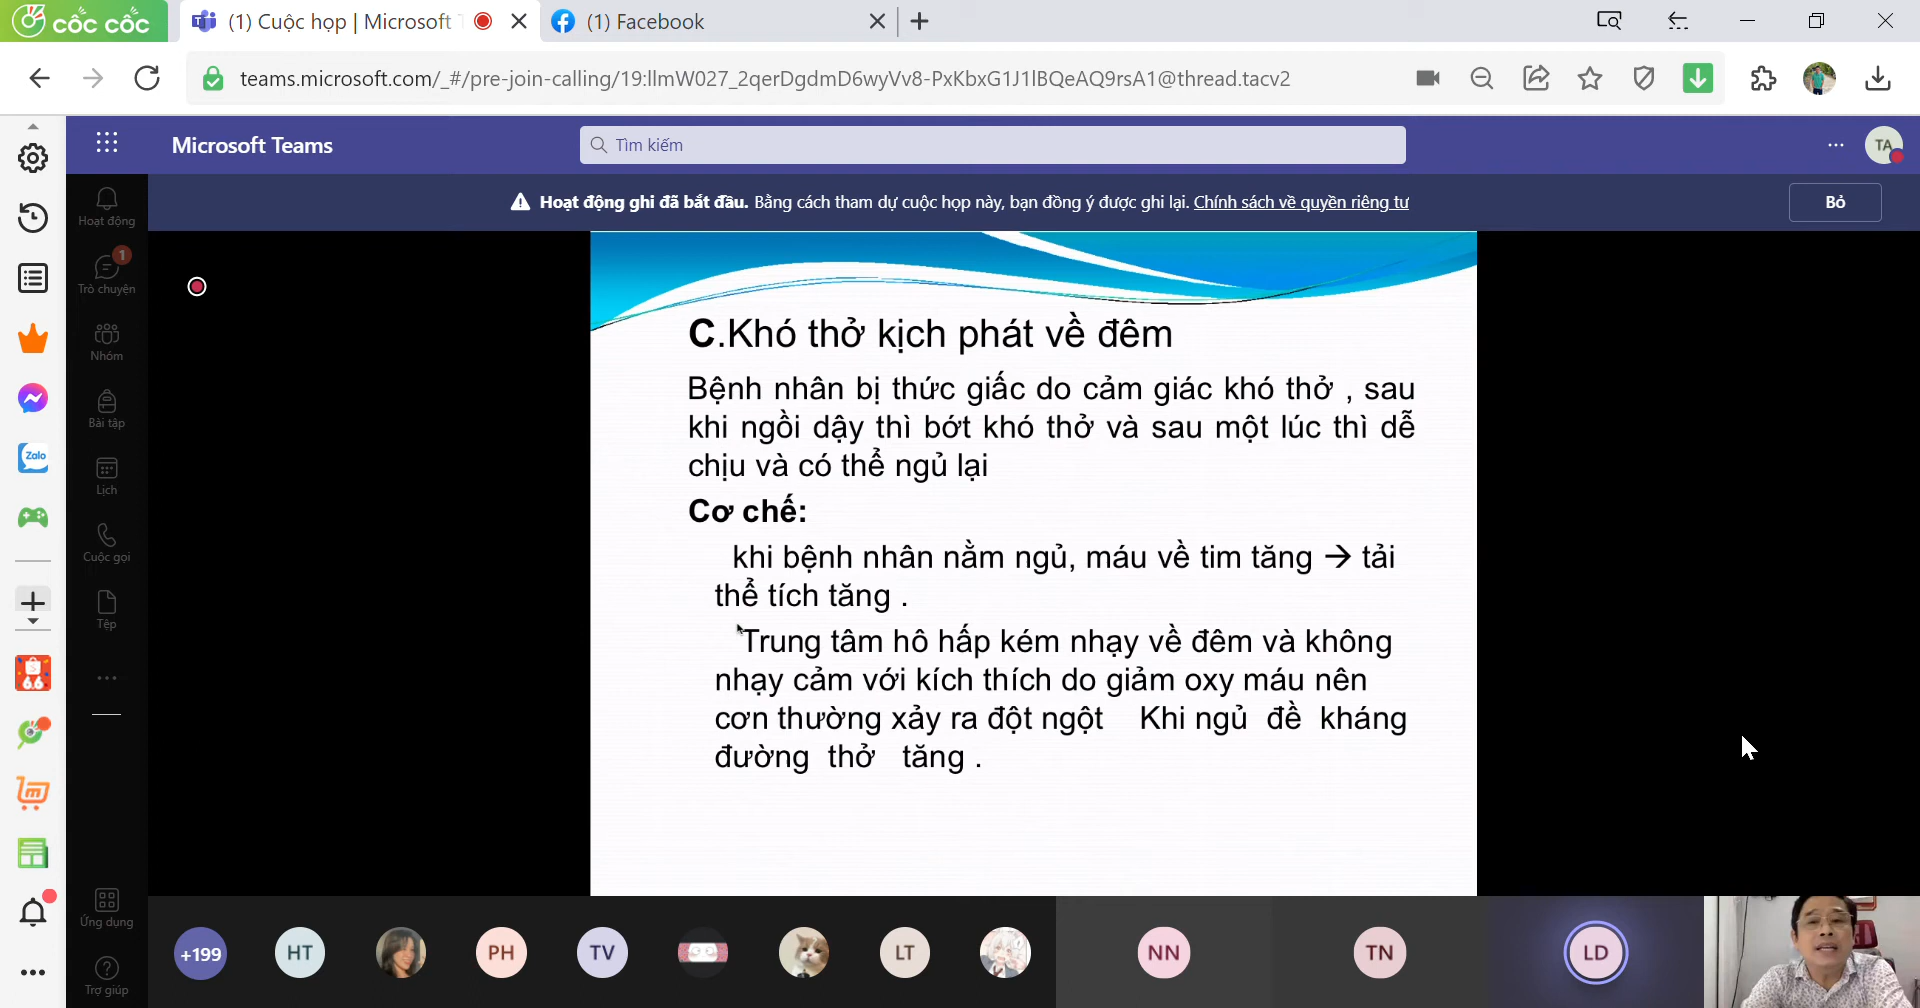 cốc cốc
(1) Cuộc họp | Microsoft
(1) Facebook
teams.microsoft.com/_#/pre-join-calling/19:llmW027_2qerDgdmD6wyVv8-PxKbxG1J1lBQeAQ9rsA1@thread.tacv2
Microsoft Teams
Tìm kiếm
TA
Hoạt động ghi đã bắt đầu. Bằng cách tham dự cuộc họp này, bạn đồng ý được ghi lại. Chính sách về quyền riêng tư
Bỏ
Hoạt động
1
Trò chuyện
Nhóm
Bài tập
Lịch
Cuộc gọi
Tệp
Ứng dụng
Trợ giúp
Zalo
6.6
C.Khó thở kịch phát về đêm
Bệnh nhân bị thức giấc do cảm giác khó thở , sau
khi ngồi dậy thì bớt khó thở và sau một lúc thì dễ
chịu và có thể ngủ lại
Cơ chế:
khi bệnh nhân nằm ngủ, máu về tim tăng → tải
thể tích tăng .
Trung tâm hô hấp kém nhạy về đêm và không
nhạy cảm với kích thích do giảm oxy máu nên
cơn thường xảy ra đột ngột Khi ngủ đề kháng
đường thở tăng .
+199
HT
PH
TV
LT
NN
TN
LD